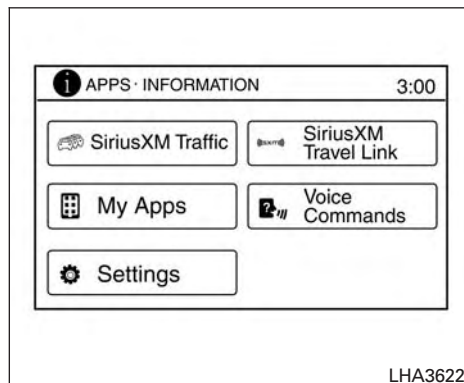 APPS · INFORMATION 3:00
SiriusXM Traffic
SiriusXM
Travel Link
My Apps
Voice
Commands
Settings
LHA3622